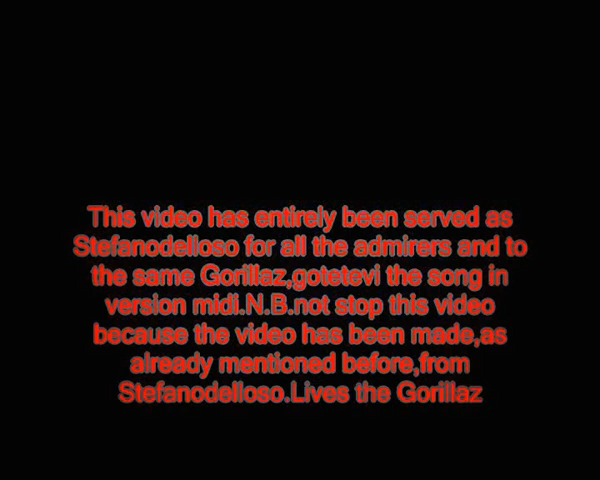 This video has entirely been served as
Stefanodelloso for all the admirers and to
the same Gorillaz,gotetevi the song in
version midi.N.B.not stop this video
because the video has been made,as
already mentioned before,from
Stefanodelloso.Lives the Gorillaz